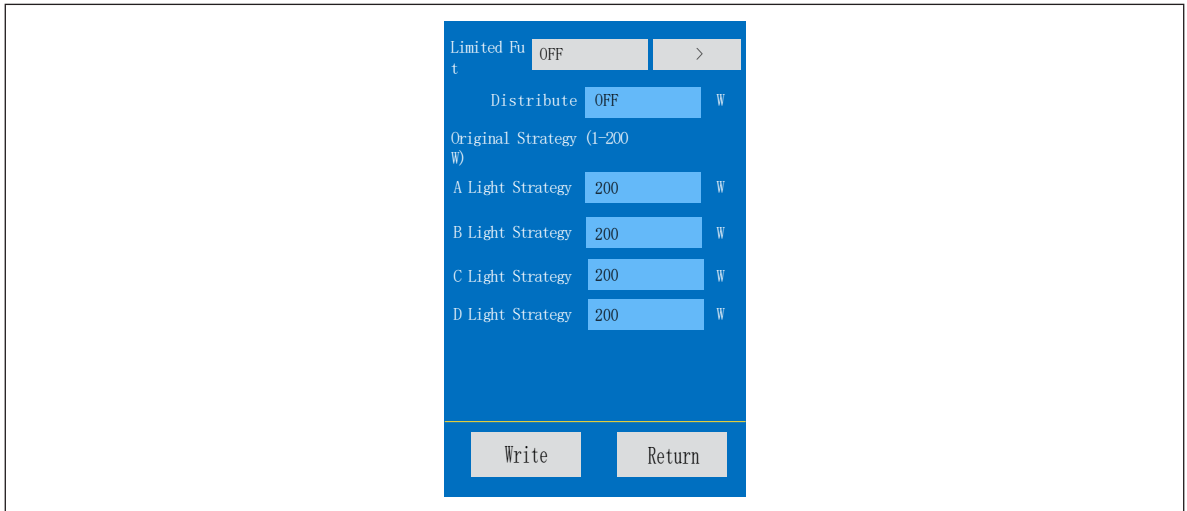 Limited Fu
t
OFF
>
Distribute OFF W
Original Strategy (1-200
W)
A Light Strategy 200 W
B Light Strategy 200 W
C Light Strategy 200 W
D Light Strategy 200 W
Write Return